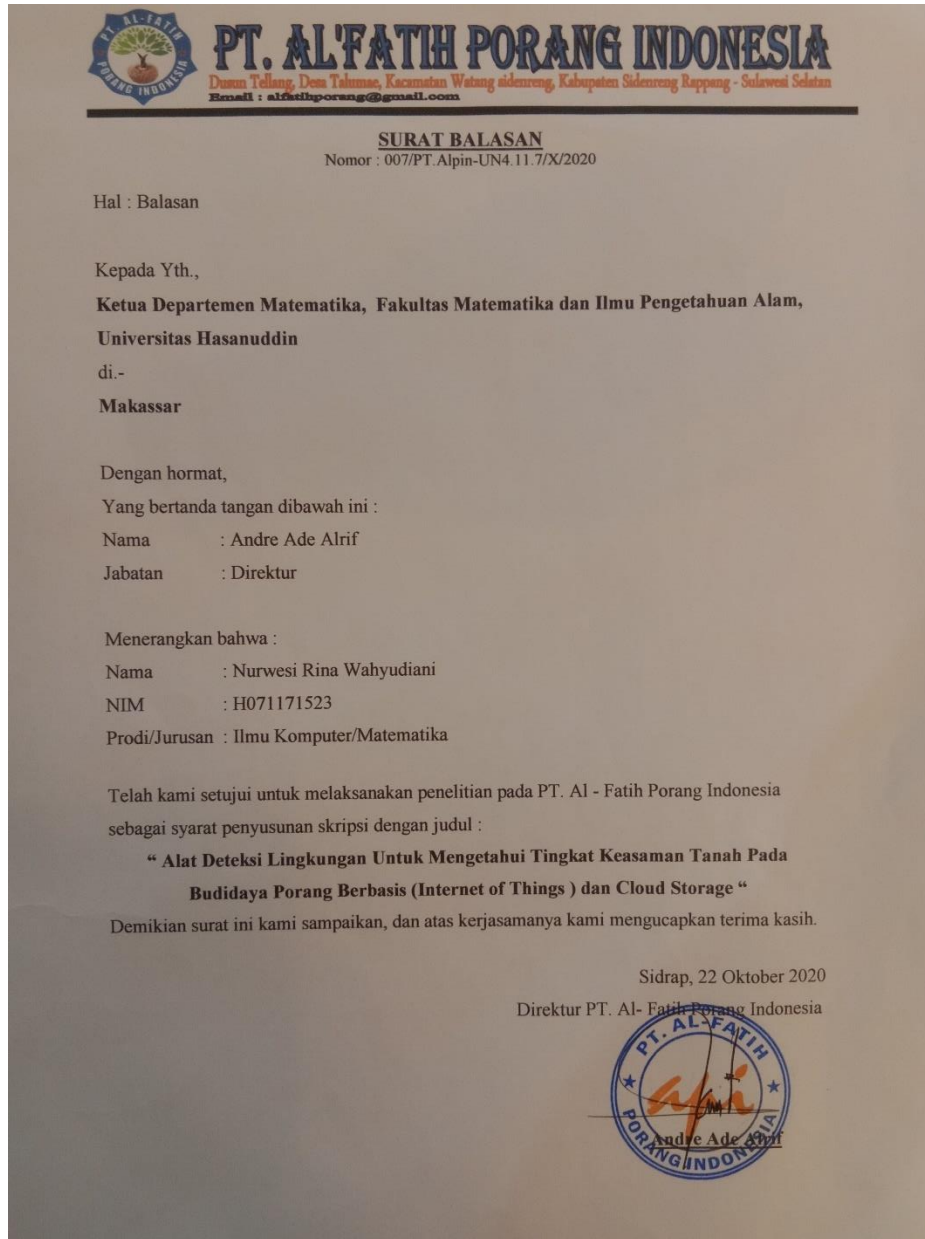 PT. AL-FATIH
PORANG INDONESIA
PT. AL'FATIH PORANG INDONESIA
Dusun Tellang, Desa Talumae, Kecamatan Watang sidenreng, Kabupaten Sidenreng Rappang - Sulawesi Selatan
Email : alfatihporang@gmail.com
SURAT BALASAN
Nomor : 007/PT.Alpin-UN4.11.7/X/2020
Hal : Balasan
Kepada Yth.,
Ketua Departemen Matematika, Fakultas Matematika dan Ilmu Pengetahuan Alam,
Universitas Hasanuddin
di.-
Makassar
Dengan hormat,
Yang bertanda tangan dibawah ini :
Nama : Andre Ade Alrif
Jabatan : Direktur
Menerangkan bahwa :
Nama : Nurwesi Rina Wahyudiani
NIM : H071171523
Prodi/Jurusan : Ilmu Komputer/Matematika
Telah kami setujui untuk melaksanakan penelitian pada PT. Al - Fatih Porang Indonesia
sebagai syarat penyusunan skripsi dengan judul :
“ Alat Deteksi Lingkungan Untuk Mengetahui Tingkat Keasaman Tanah Pada
Budidaya Porang Berbasis (Internet of Things ) dan Cloud Storage “
Demikian surat ini kami sampaikan, dan atas kerjasamanya kami mengucapkan terima kasih.
Sidrap, 22 Oktober 2020
Direktur PT. Al- Fatih Porang Indonesia
PT. AL-FATIH
api
PORANG INDONESIA
Andre Ade Alrif